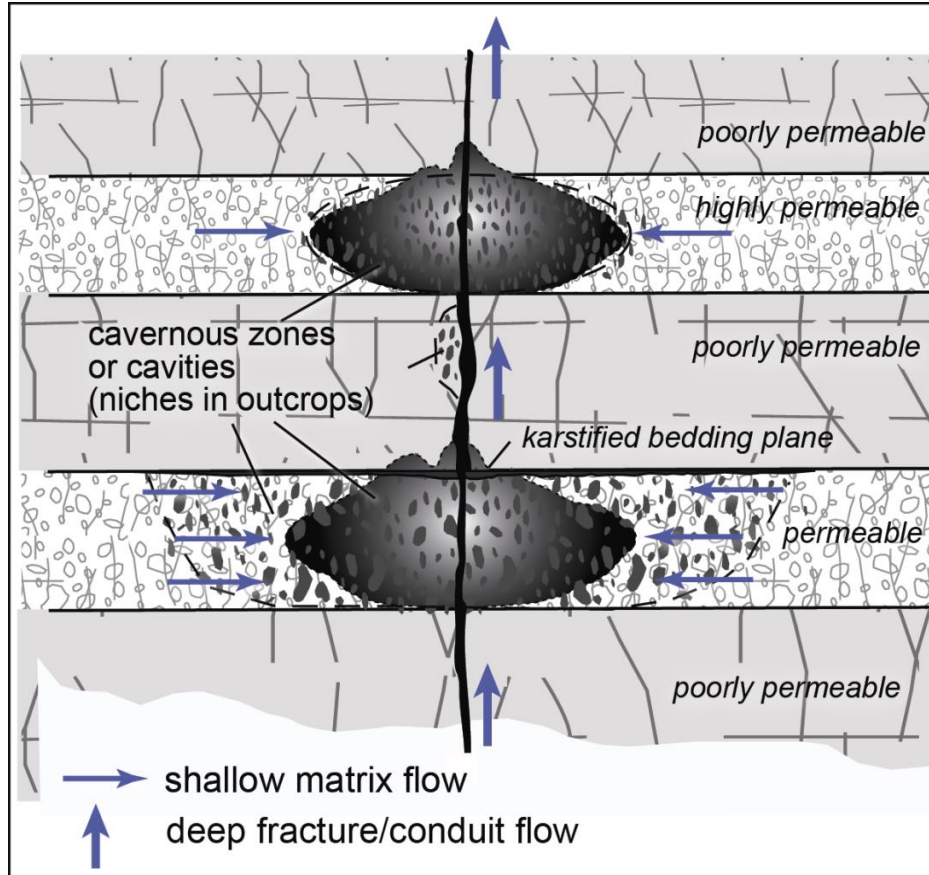 poorly permeable
highly permeable
cavernous zones
or cavities
(niches in outcrops)
poorly permeable
karstified bedding plane
permeable
poorly permeable
shallow matrix flow
deep fracture/conduit flow